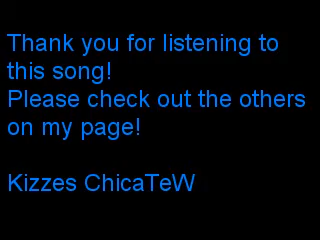 Thank you for listening to
this song!
Please check out the others
on my page!
Kizzes ChicaTeW